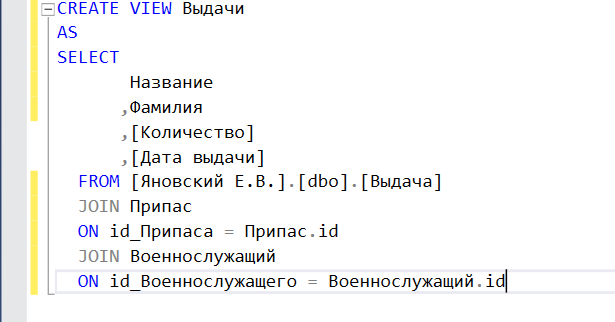 CREATE VIEW Выдачи
AS
SELECT
Название
,Фамилия
,[Количество]
,[Дата выдачи]
FROM [Яновский Е.В.].[dbo].[Выдача]
JOIN Припас
ON id_Припаса = Припас.id
JOIN Военнослужащий
ON id_Военнослужащего = Военнослужащий.id